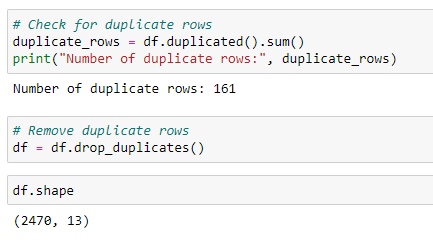 # Check for duplicate rows
duplicate_rows = df.duplicated().sum()
print("Number of duplicate rows:", duplicate_rows)
Number of duplicate rows: 161
# Remove duplicate rows
df = df.drop_duplicates()
df.shape
(2470, 13)